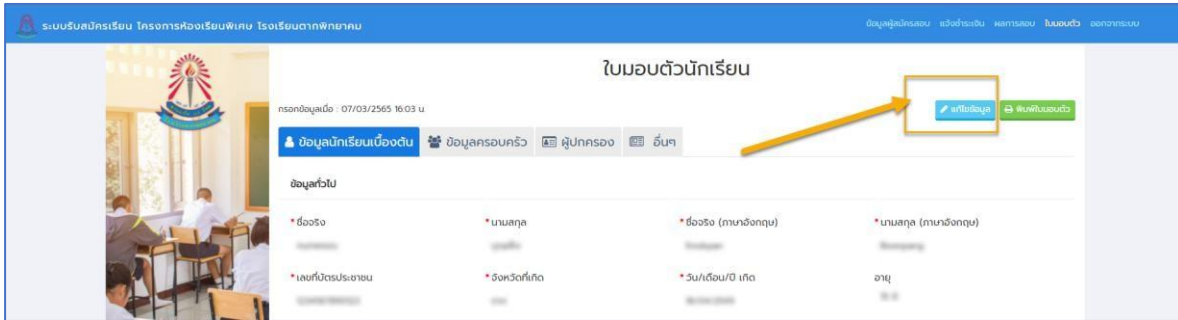 ระบบรับสมัครเรียน โครงการห้องเรียนพิเศษ โรงเรียนตากพิทยาคม
ข้อมูลผู้สมัครสอบ แจ้งชำระเงิน ผลการสอบ ใบมอบตัว ออกจากระบบ
ใบมอบตัวนักเรียน
กรอกข้อมูลเมื่อ : 07/03/2565 16:03 น.
แก้ไขข้อมูล พิมพ์ใบมอบตัว
ข้อมูลนักเรียนเบื้องต้น ข้อมูลครอบครัว ผู้ปกครอง อื่นๆ
ข้อมูลทั่วไป
*ชื่อจริง *นามสกุล *ชื่อจริง (ภาษาอังกฤษ) *นามสกุล (ภาษาอังกฤษ)
*เลขที่บัตรประชาชน *จังหวัดที่เกิด *วัน/เดือน/ปี เกิด อายุ